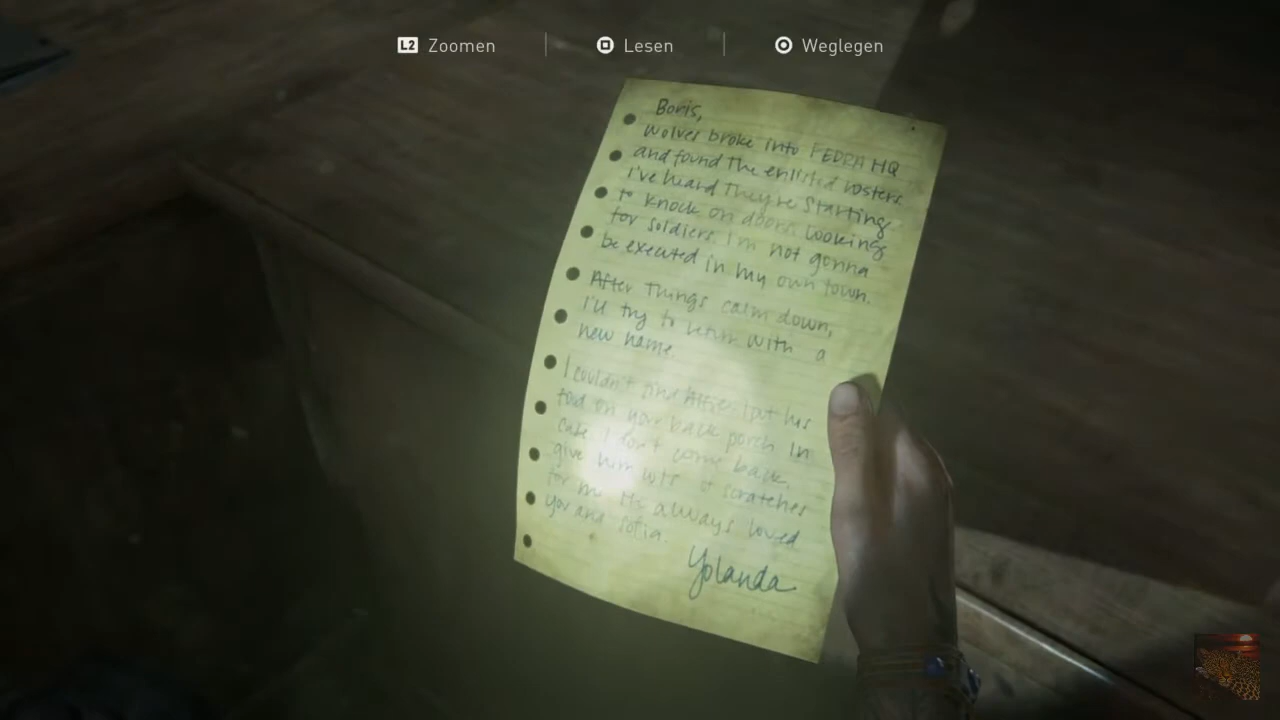 L2 Zoomen
Lesen
Weglegen
Boris,
Wolves broke into FEDRA HQ
and found the enlisted rosters.
I've heard they're starting
to knock on doors looking
for soldiers. I'm not gonna
be executed in my own town.
After things calm down,
I'll try to return with a
new name.
I couldn't find Alfie, but his
food on your back porch in
case I don't come back,
give him lots of scratches
for me. He always loved
you and Sofia.
Yolanda